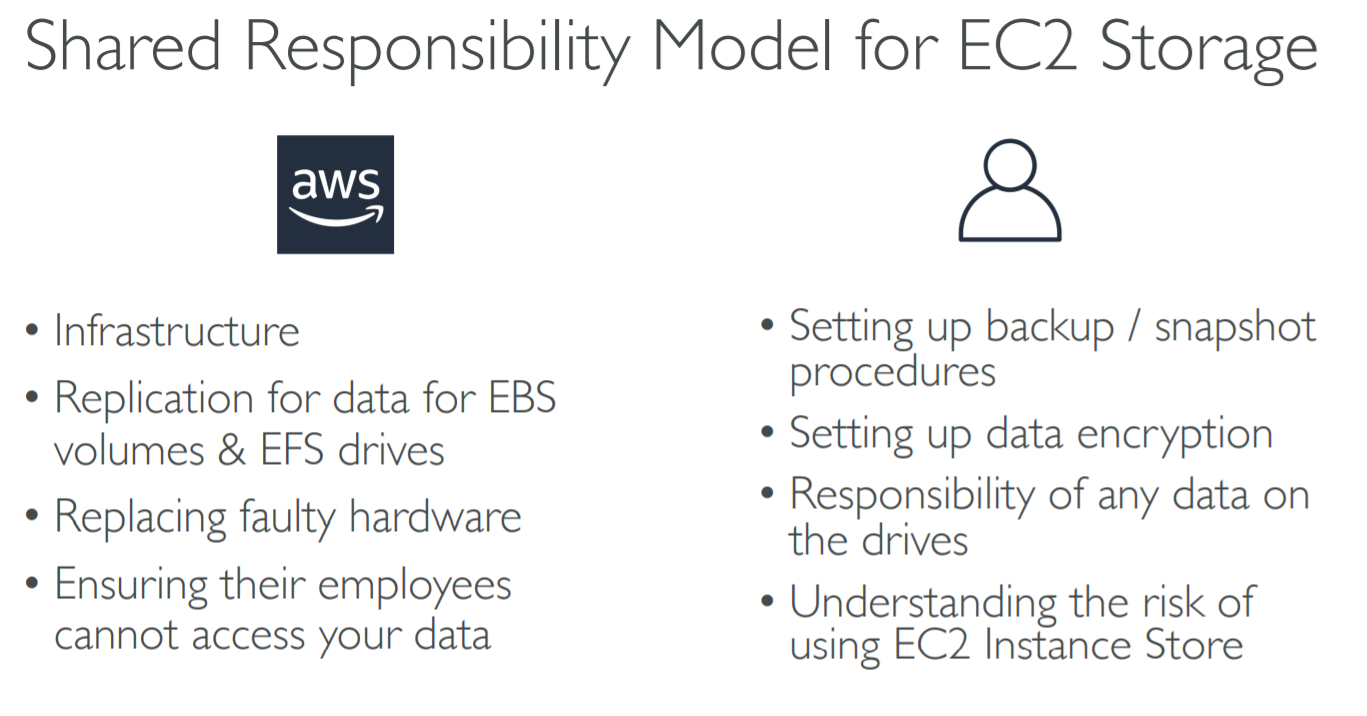 Shared Responsibility Model for EC2 Storage
aws
• Infrastructure
• Replication for data for EBS
volumes & EFS drives
• Replacing faulty hardware
• Ensuring their employees
cannot access your data
• Setting up backup / snapshot
procedures
• Setting up data encryption
• Responsibility of any data on
the drives
• Understanding the risk of
using EC2 Instance Store